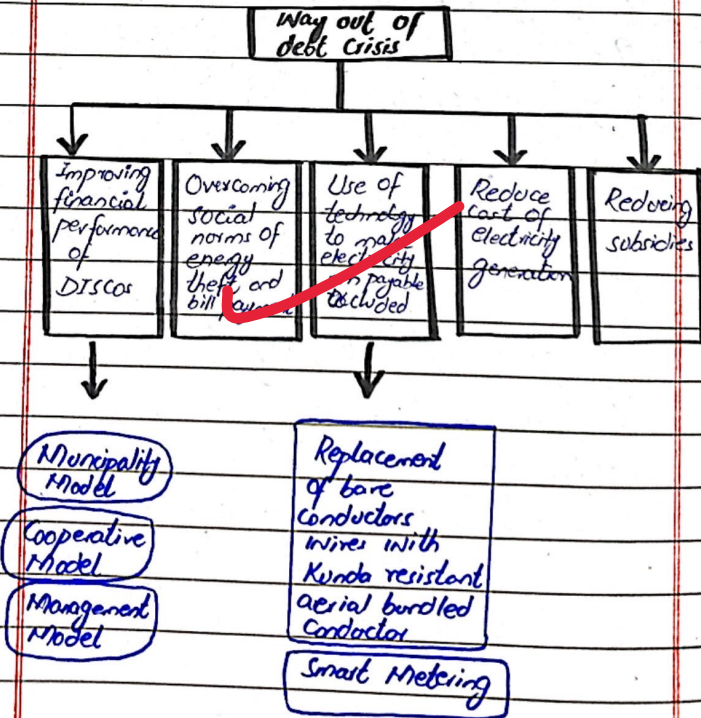 Way out of
debt Crisis
Improving
financial
performance
of
DISCOs
Overcoming
social
norms of
energy
theft and
bill payment
Use of
technology
to make
electricity
payable
Reduce
cost of
electricity
generation
Reducing
subsidies
Municipality
Model
Cooperative
Model
Management
Model
Replacement
of bare
conductors
wires with
Kunda resistant
aerial bundled
Conductor
Smart Metering